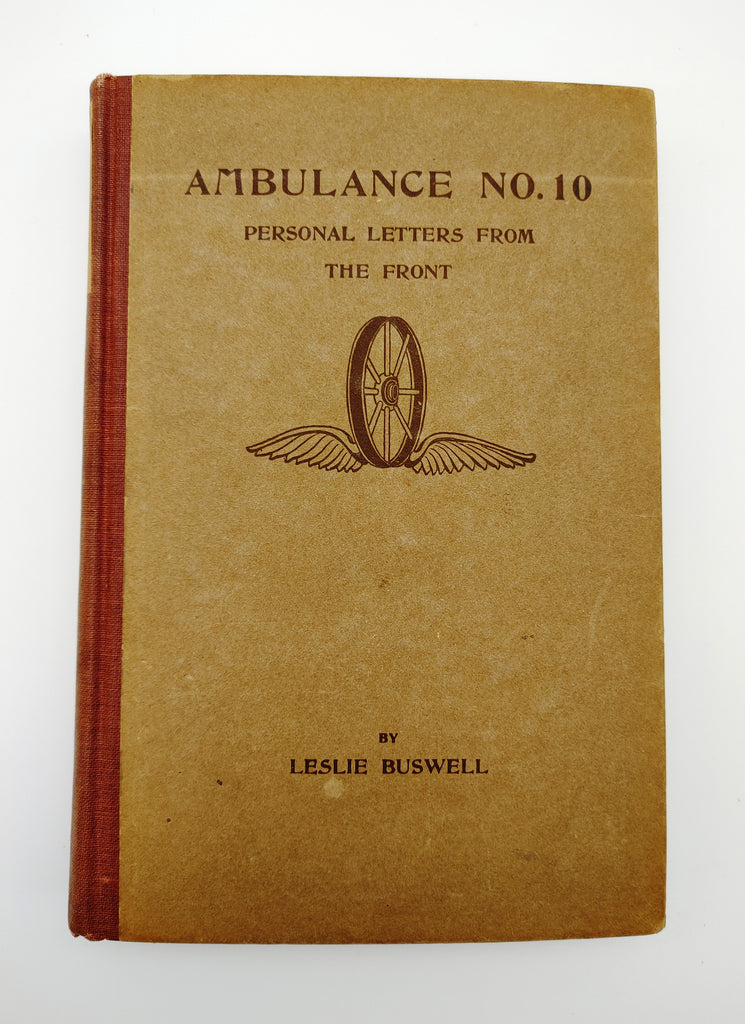 AMBULANCE NO. 10
PERSONAL LETTERS FROM
THE FRONT
BY
LESLIE BUSWELL